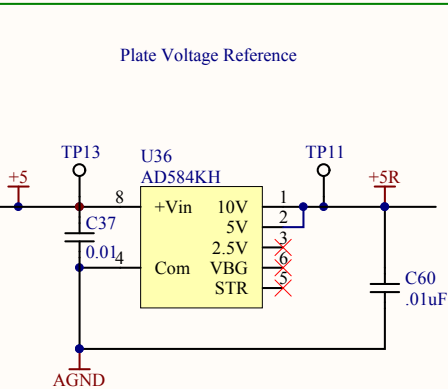 Plate Voltage Reference
TP13
U36
AD584KH
TP11
+5
+5R
8
+Vin
10V
1
5V
2
C37
2.5V
3
0.01
4
Com
VBG
6
STR
5
C60
.01uF
AGND